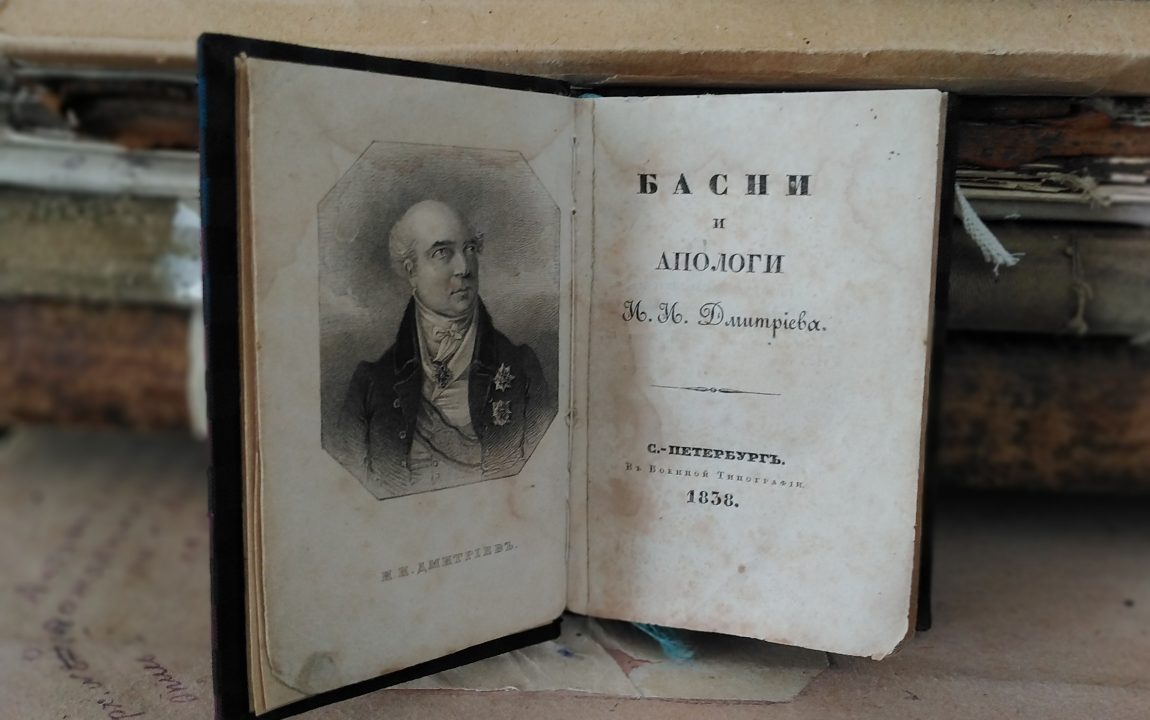 И. И. ДМИТРІЕВЪ.
БАСНИ
И
АПОЛОГИ
И. И. Дмитріева.
С.-ПЕТЕРБУРГЪ.
Въ Военной Типографіи.
1838.